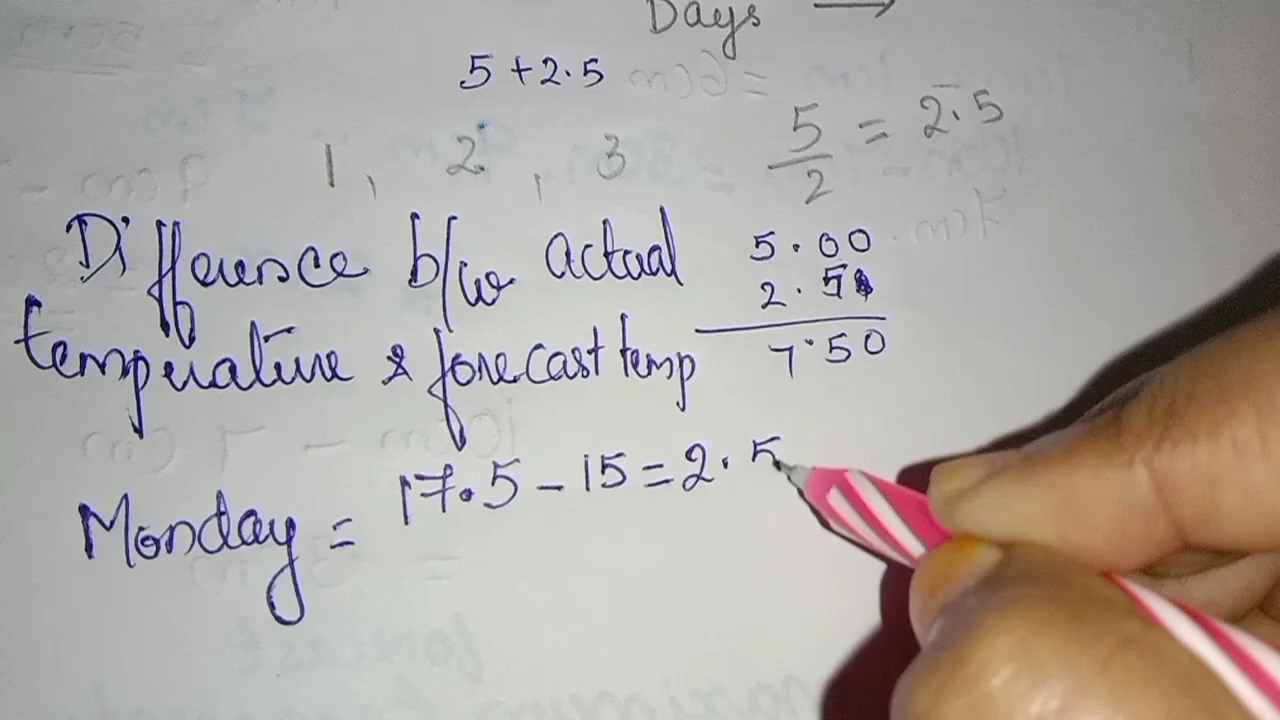 Days →
5 + 2.5
1, 2, 3
5/2 = 2.5
Difference b/w actual
temperature & forecast temp
5.00
2.5
7.50
Monday = 17.5 - 15 = 2.5